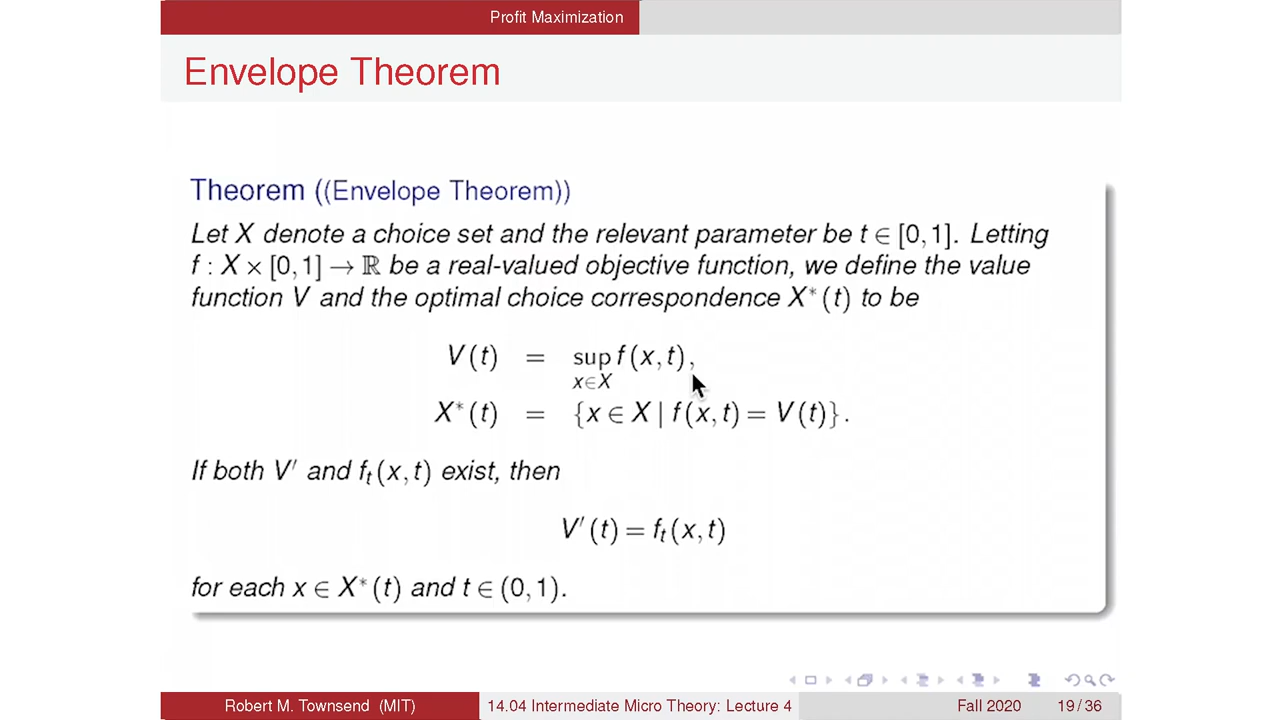 Profit Maximization
Envelope Theorem
Theorem ((Envelope Theorem))
Let X denote a choice set and the relevant parameter be t ∈ [0,1]. Letting
f : X × [0,1] → ℝ be a real-valued objective function, we define the value
function V and the optimal choice correspondence X*(t) to be
V(t) = sup f(x,t),
x∈X
X*(t) = {x ∈ X | f(x,t) = V(t)}.
If both V′ and fₜ(x,t) exist, then
V′(t) = fₜ(x,t)
for each x ∈ X*(t) and t ∈ (0,1).
Robert M. Townsend (MIT) 14.04 Intermediate Micro Theory: Lecture 4 Fall 2020 19/36